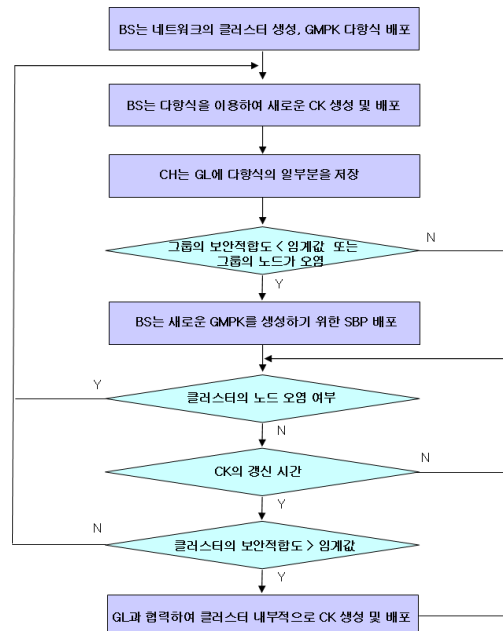 BS는 네트워크의 클러스터 생성, GMPK 다항식 배포
BS는 다항식을 이용하여 새로운 CK 생성 및 배포
CH는 GL에 다항식의 일부분을 저장
그룹의 보안적합도 < 임계값 또는
그룹의 노드가 오염
N
Y
BS는 새로운 GMPK를 생성하기 위한 SBP 배포
Y
클러스터의 노드 오염 여부
N
CK의 갱신 시간
N
Y
N
클러스터의 보안적합도 > 임계값
Y
GL과 협력하여 클러스터 내부적으로 CK 생성 및 배포